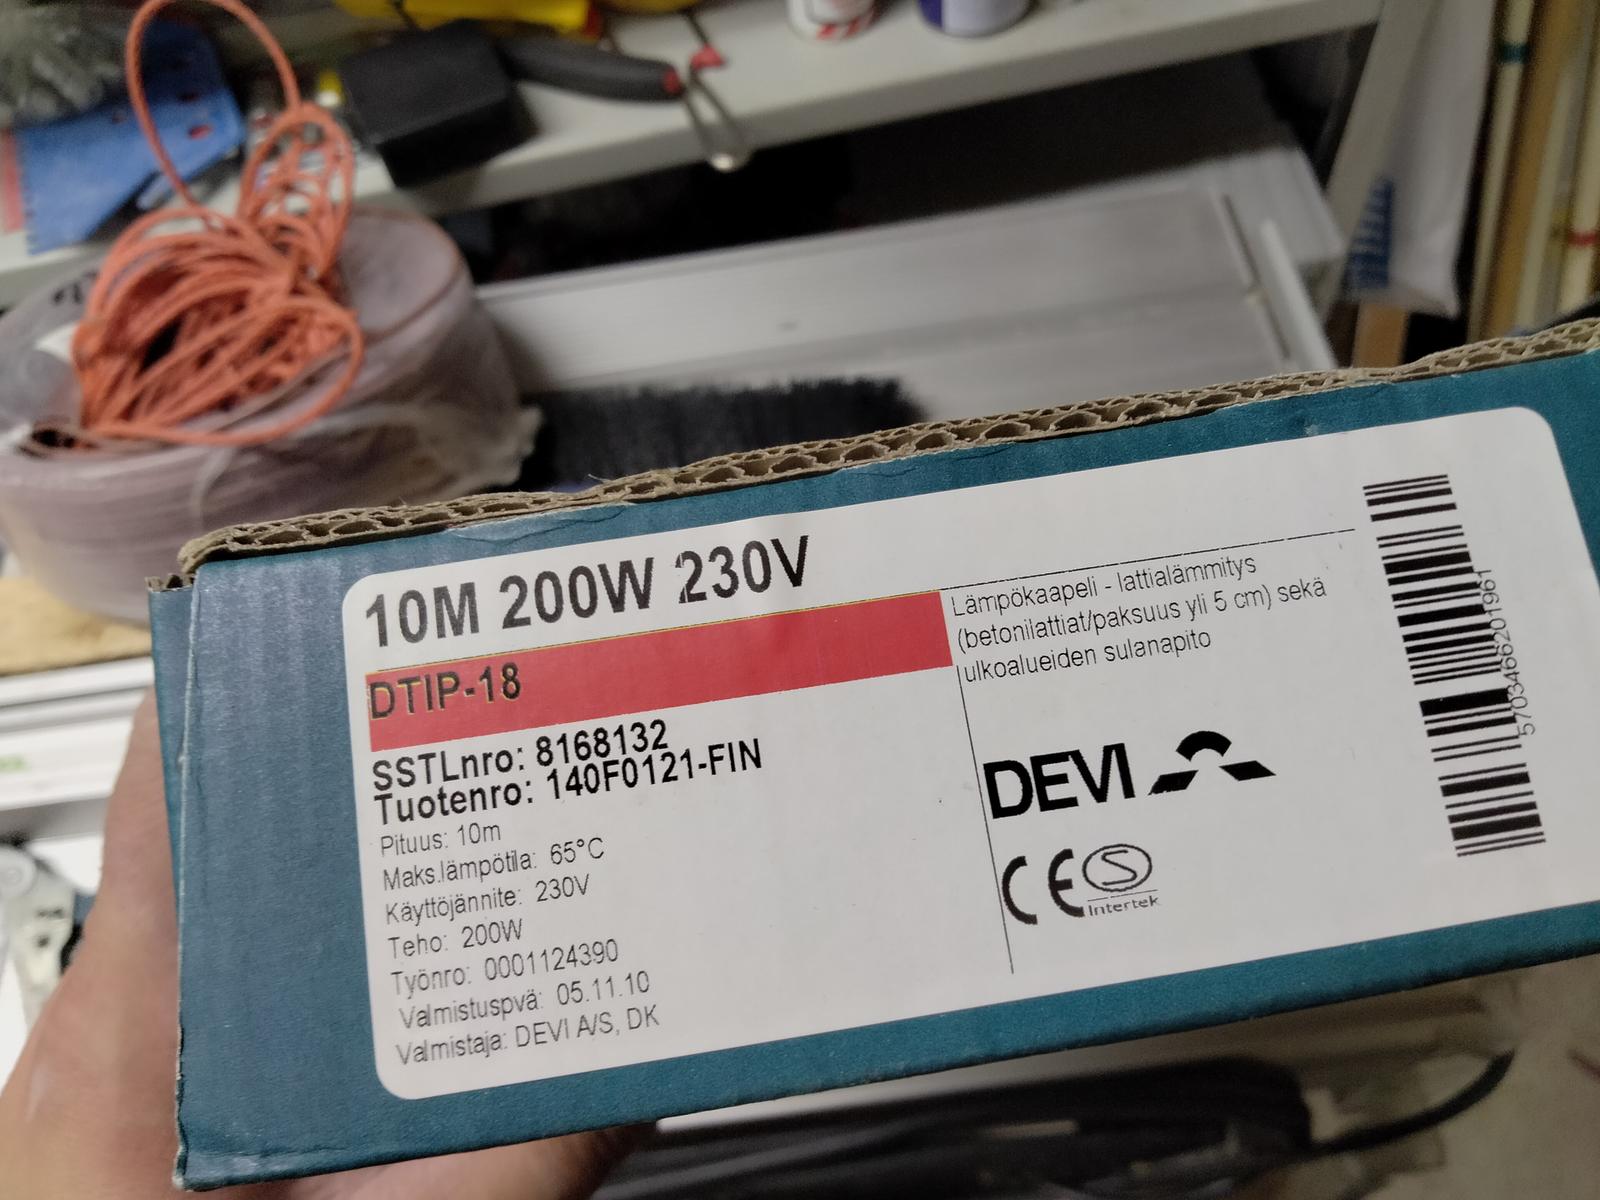 10M 200W 230V
DTIP-18
SSTLnro: 8168132
Tuotenro: 140F0121-FIN
Pituus: 10m
Maks.lämpötila: 65°C
Käyttöjännite: 230V
Teho: 200W
Työnro: 0001124390
Valmistuspvä: 05.11.10
Valmistaja: DEVI A/S, DK
Lämpökaapeli - lattialämmitys
(betonilattiat/paksuus yli 5 cm) sekä
ulkoalueiden sulanapito
DEVI
CE S
Intertek
5703466201961